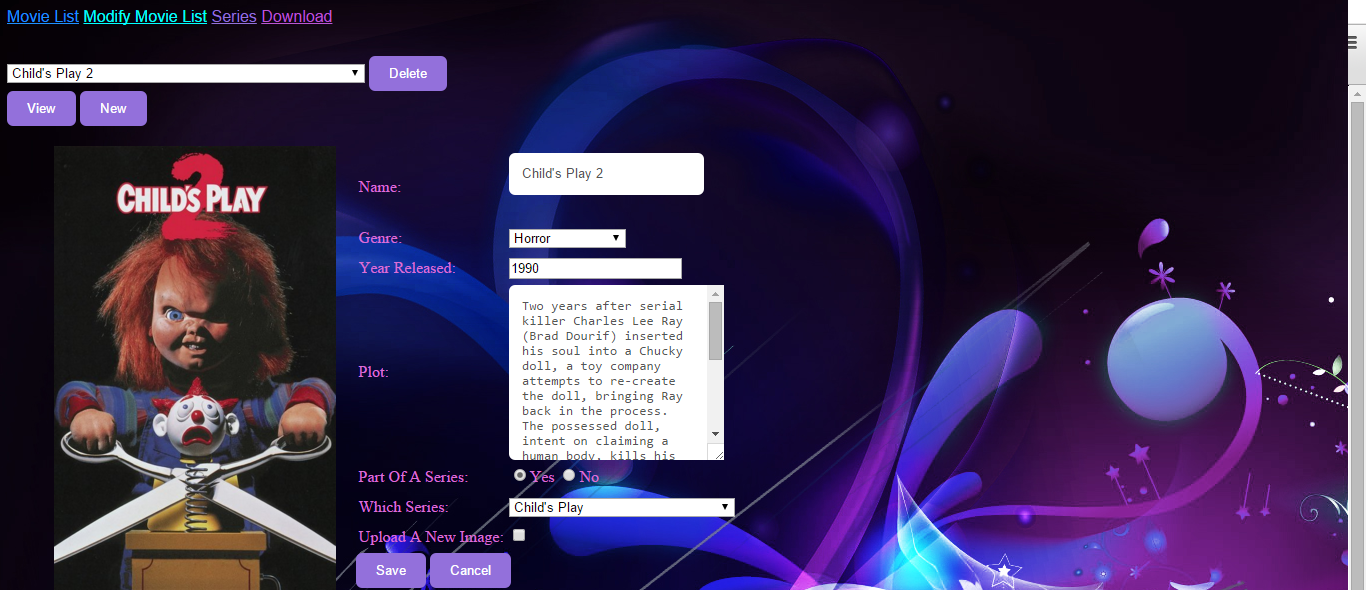 Movie List Modify Movie List Series Download
Child's Play 2 Delete
View New
2
CHILD'S PLAY
Name: Child's Play 2
Genre: Horror
Year Released: 1990
Plot:
Two years after serial
killer Charles Lee Ray
(Brad Dourif) inserted
his soul into a Chucky
doll, a toy company
attempts to re-create
the doll, bringing Ray
back in the process.
The possessed doll,
intent on claiming a
human body, kills his
Part Of A Series: Yes No
Which Series: Child's Play
Upload A New Image:
Save Cancel